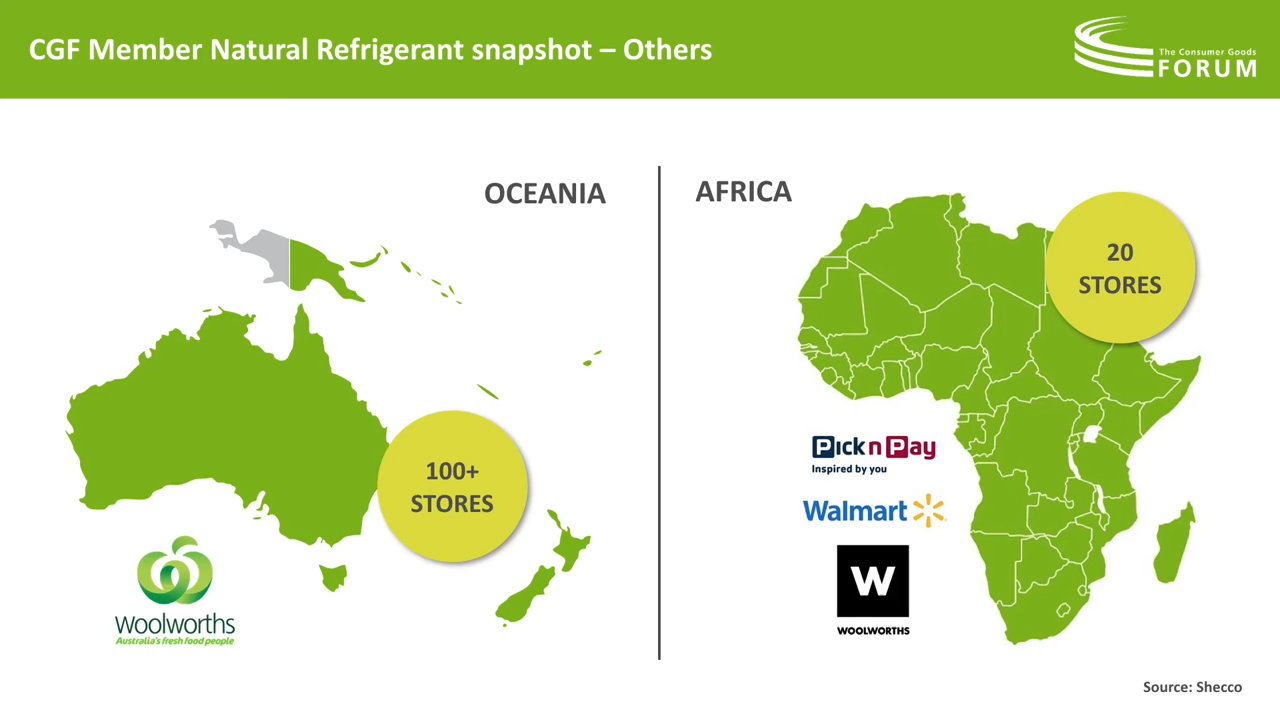 CGF Member Natural Refrigerant snapshot – Others
The Consumer Goods
FORUM
OCEANIA
100+
STORES
Woolworths
Australia's fresh food people
AFRICA
20
STORES
Pick n Pay
Inspired by you
Walmart
W
WOOLWORTHS
Source: Shecco